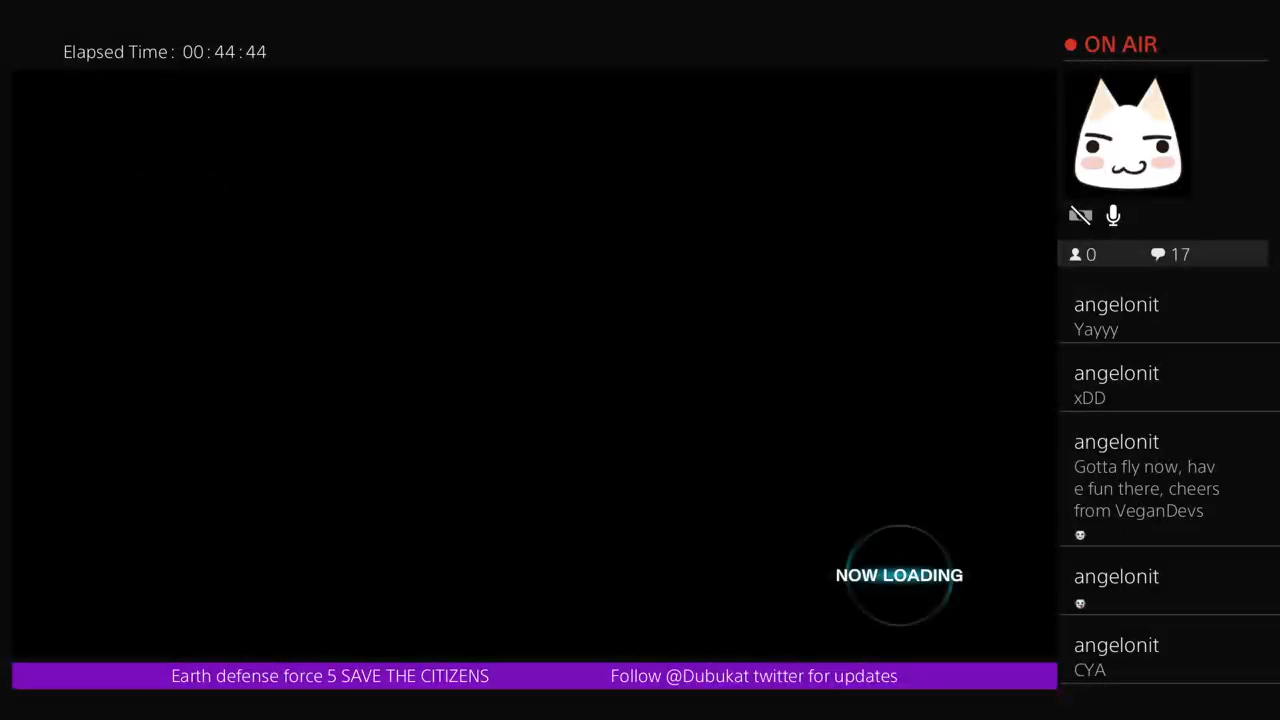 Elapsed Time: 00:44:44
ON AIR
0 17
angelonit
Yayyy
angelonit
xDD
angelonit
Gotta fly now, hav
e fun there, cheers
from VeganDevs
angelonit
angelonit
CYA
NOW LOADING
Earth defense force 5 SAVE THE CITIZENS Follow @Dubukat twitter for updates